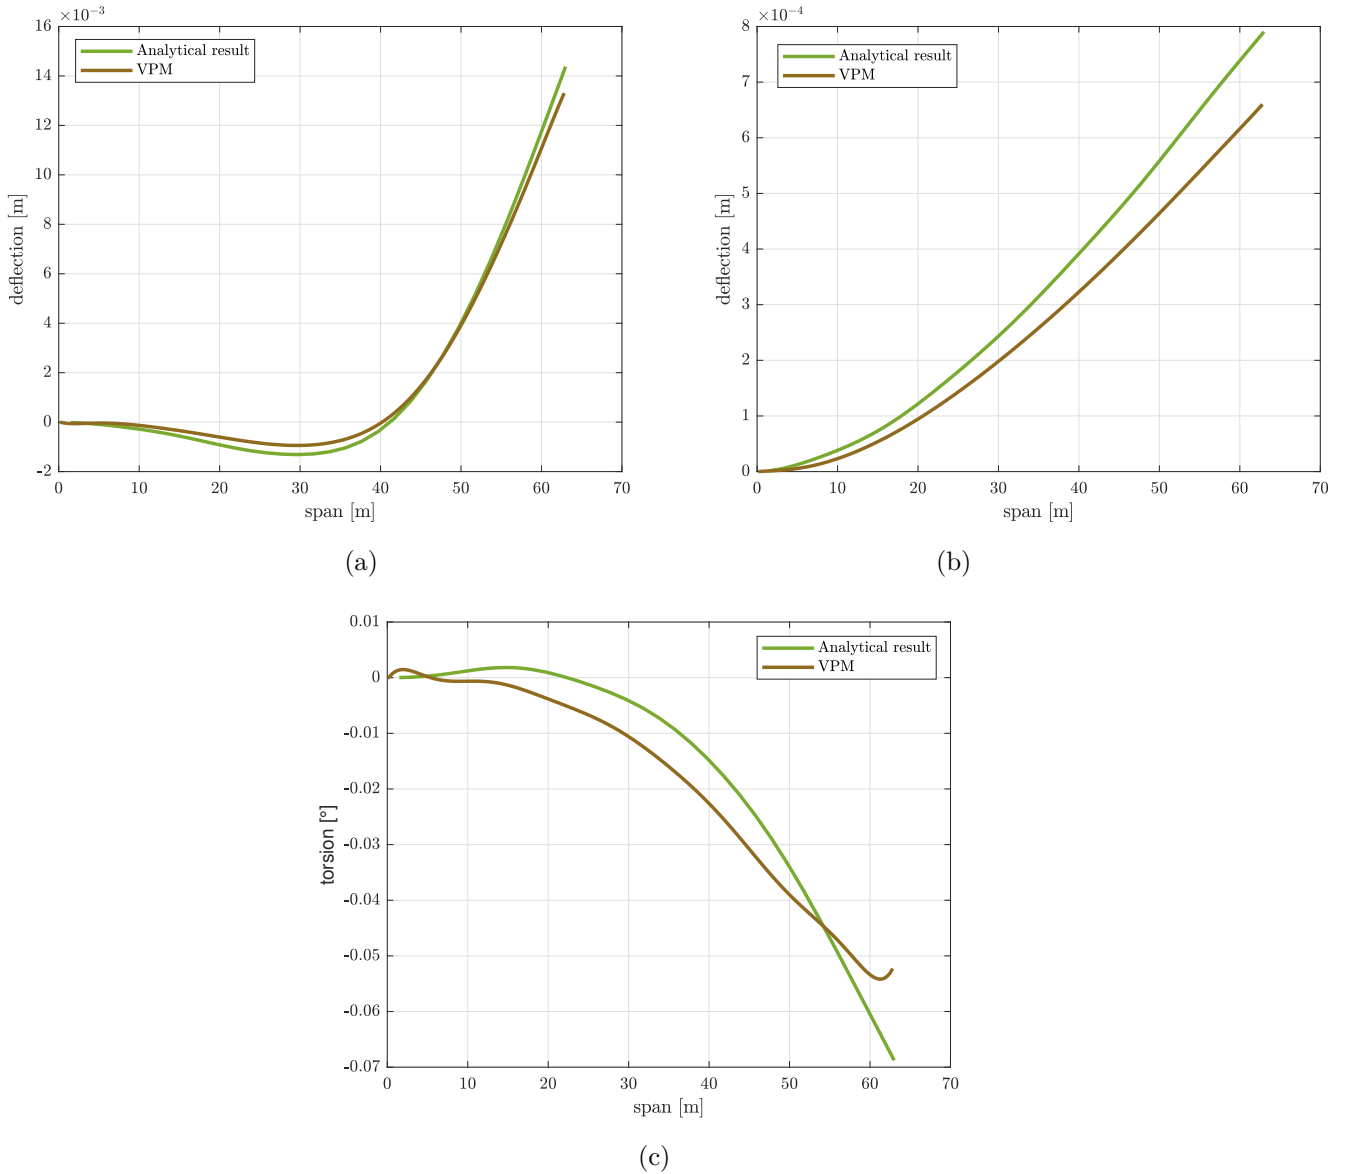 ×10⁻³
16
14
12
10
8
6
4
2
0
-2
deflection [m]
Analytical result
VPM
0 10 20 30 40 50 60 70
span [m]
(a)
×10⁻⁴
8
7
6
5
4
3
2
1
0
deflection [m]
Analytical result
VPM
0 10 20 30 40 50 60 70
span [m]
(b)
0.01
0
-0.01
-0.02
-0.03
-0.04
-0.05
-0.06
-0.07
torsion [°]
Analytical result
VPM
0 10 20 30 40 50 60 70
span [m]
(c)